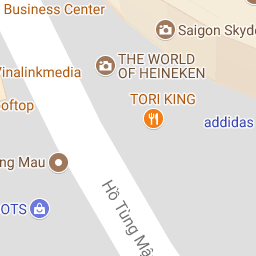 Business Center
Saigon Skyde
THE WORLD
OF HEINEKEN
Vinalinkmedia
TORI KING
oftop
addidas
ng Mau
OTS
Hồ Tùng Mậ